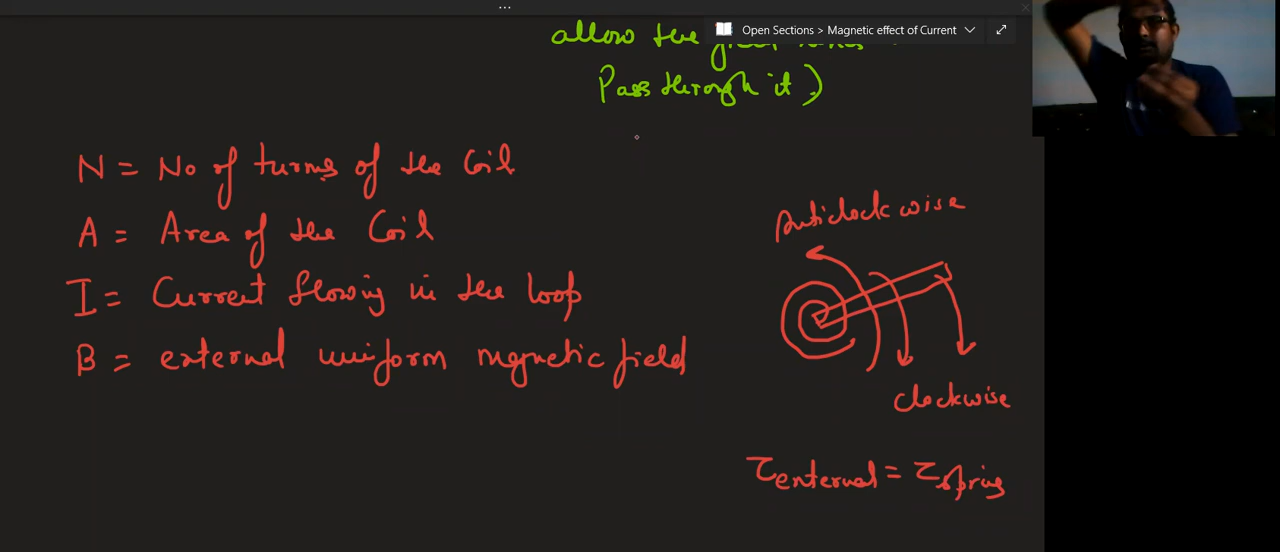 ...
allow the
Open Sections > Magnetic effect of Current
Pass through it)
N = No of turns of the Coil
A = Area of the Coil
I = Current flowing in the loop
B = external uniform magnetic field
Anticlockwise
clockwise
τexternal = τspring